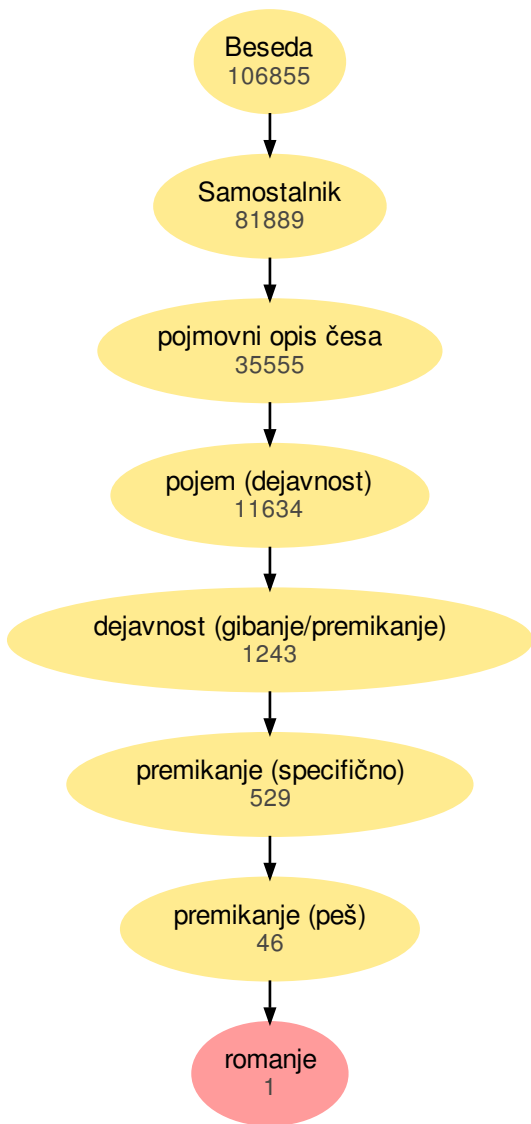 Beseda
106855
Samostalnik
81889
pojmovni opis česa
35555
pojem (dejavnost)
11634
dejavnost (gibanje/premikanje)
1243
premikanje (specifično)
529
premikanje (peš)
46
romanje
1